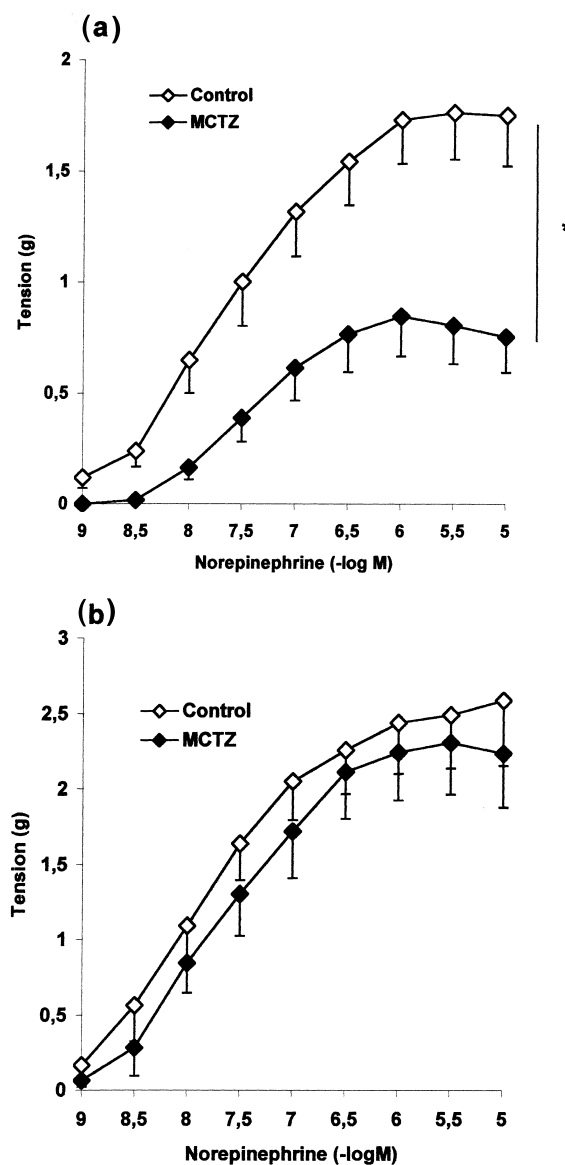 (a)
2
Control
MCTZ
1,5
1
0,5
0
Tension (g)
*
9 8,5 8 7,5 7 6,5 6 5,5 5
Norepinephrine (-log M)
(b)
3
Control
MCTZ
2,5
2
1,5
1
0,5
0
Tension (g)
9 8,5 8 7,5 7 6,5 6 5,5 5
Norepinephrine (-logM)